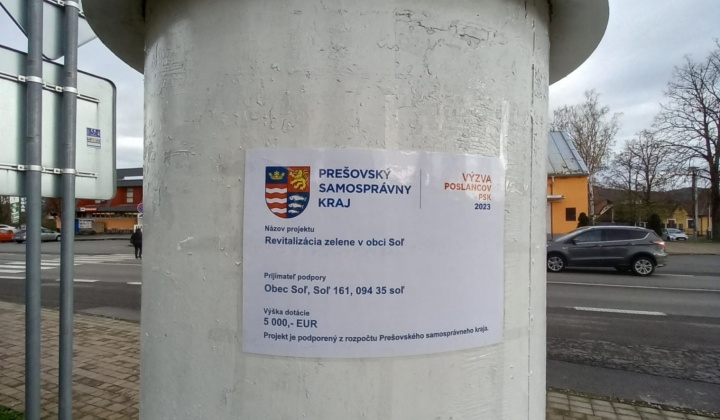 PREŠOVSKÝ
SAMOSPRÁVNY
KRAJ
VÝZVA
POSLANCOV
PSK
2023
Názov projektu
Revitalizácia zelene v obci Soľ
Prijímateľ podpory
Obec Soľ, Soľ 161, 094 35 soľ
Výška dotácie
5 000,- EUR
Projekt je podporený z rozpočtu Prešovského samosprávneho kraja.